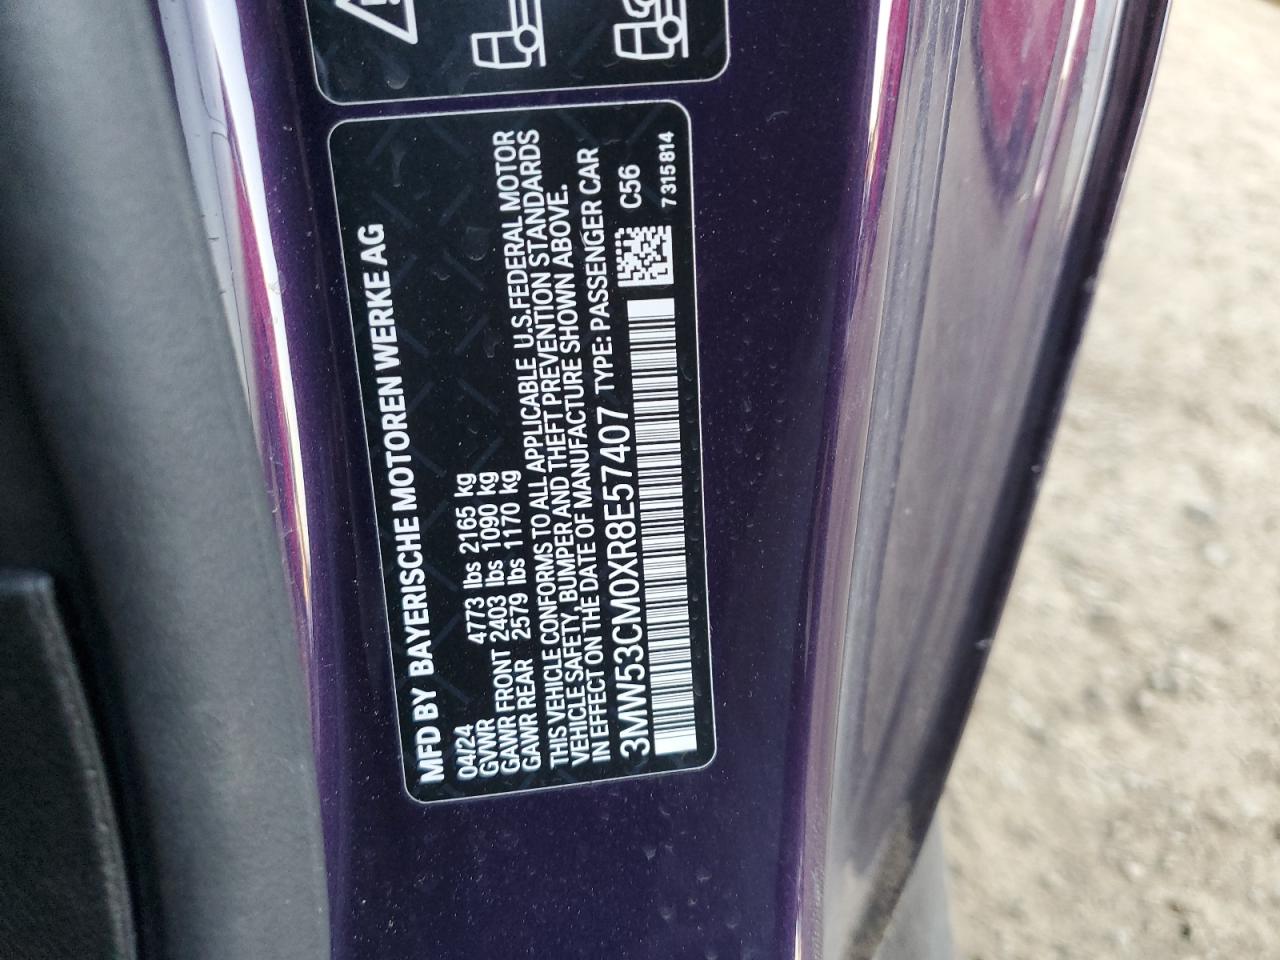 MFD BY BAYERISCHE MOTOREN WERKE AG
04/24
GVWR 4773 lbs 2165 kg
GAWR FRONT 2403 lbs 1090 kg
GAWR REAR 2579 lbs 1170 kg
THIS VEHICLE CONFORMS TO ALL APPLICABLE U.S.FEDERAL MOTOR
VEHICLE SAFETY, BUMPER AND THEFT PREVENTION STANDARDS
IN EFFECT ON THE DATE OF MANUFACTURE SHOWN ABOVE.
3MW53CM0XR8E57407 TYPE: PASSENGER CAR
C56
7 315 814